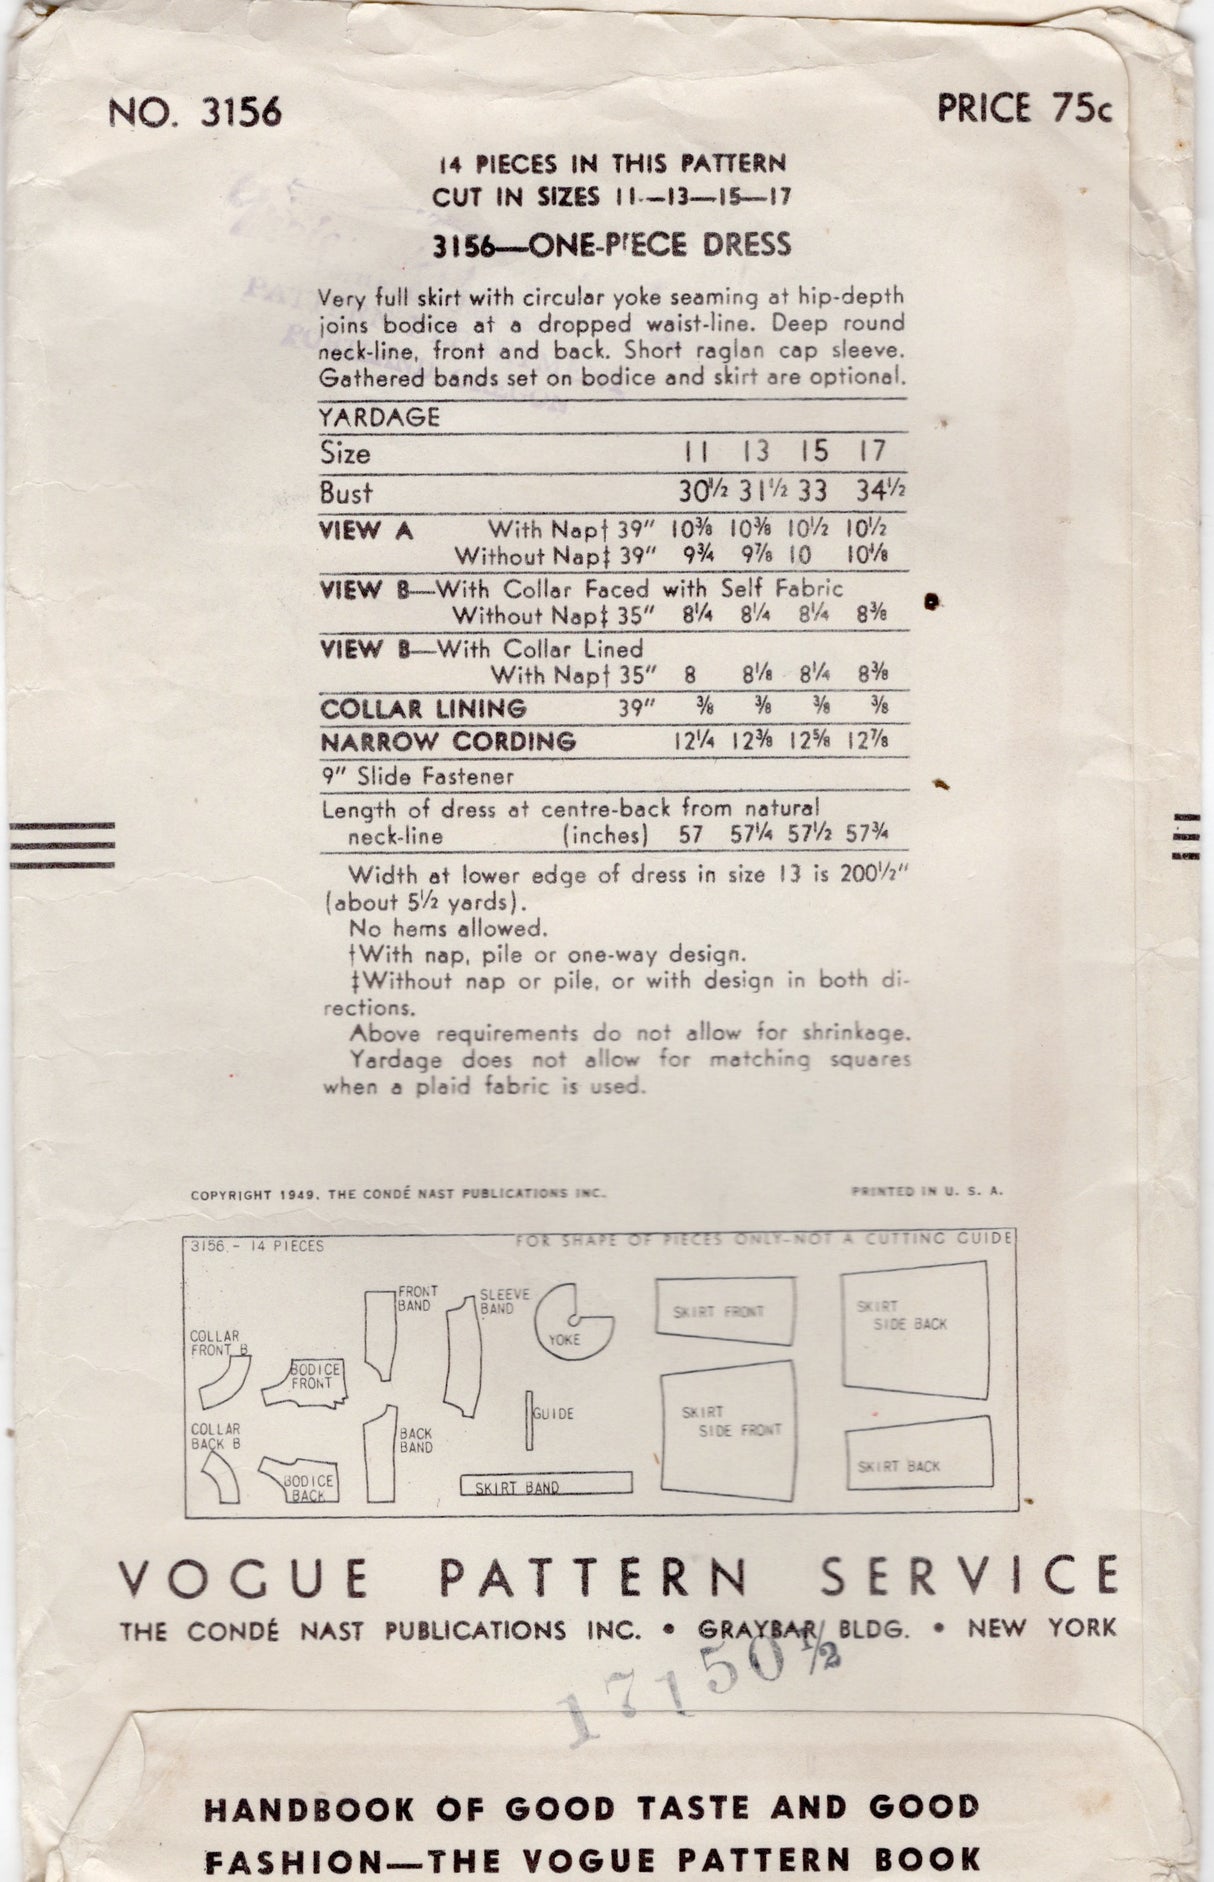 NO. 3156
PRICE 75c
14 PIECES IN THIS PATTERN
CUT IN SIZES 11—13—15—17
3156—ONE-PIECE DRESS
Very full skirt with circular yoke seaming at hip-depth
joins bodice at a dropped waist-line. Deep round
neck-line, front and back. Short raglan cap sleeve.
Gathered bands set on bodice and skirt are optional.
YARDAGE
Size 11 13 15 17
Bust 30½ 31½ 33 34½
VIEW A With Nap† 39" 10⅜ 10⅜ 10½ 10½
Without Nap‡ 39" 9¾ 9⅞ 10 10⅛
VIEW B—With Collar Faced with Self Fabric
Without Nap‡ 35" 8¼ 8¼ 8¼ 8⅜
VIEW B—With Collar Lined
With Nap† 35" 8 8⅛ 8¼ 8⅜
COLLAR LINING 39" ⅜ ⅜ ⅜ ⅜
NARROW CORDING 12¼ 12⅜ 12⅝ 12⅞
9" Slide Fastener
Length of dress at centre-back from natural
neck-line (inches) 57 57¼ 57½ 57¾
Width at lower edge of dress in size 13 is 200½"
(about 5½ yards).
No hems allowed.
†With nap, pile or one-way design.
‡Without nap or pile, or with design in both di-
rections.
Above requirements do not allow for shrinkage.
Yardage does not allow for matching squares
when a plaid fabric is used.
COPYRIGHT 1949, THE CONDÉ NAST PUBLICATIONS INC.
PRINTED IN U. S. A.
3156.- 14 PIECES
FOR SHAPE OF PIECES ONLY-NOT A CUTTING GUIDE
COLLAR
FRONT B
BODICE
FRONT
FRONT
BAND
SLEEVE
BAND
YOKE
SKIRT FRONT
SKIRT
SIDE BACK
COLLAR
BACK B
BODICE
BACK
BACK
BAND
GUIDE
SKIRT BAND
SKIRT
SIDE FRONT
SKIRT BACK
VOGUE PATTERN SERVICE
THE CONDÉ NAST PUBLICATIONS INC. • GRAYBAR BLDG. • NEW YORK
17150½
HANDBOOK OF GOOD TASTE AND GOOD
FASHION—THE VOGUE PATTERN BOOK